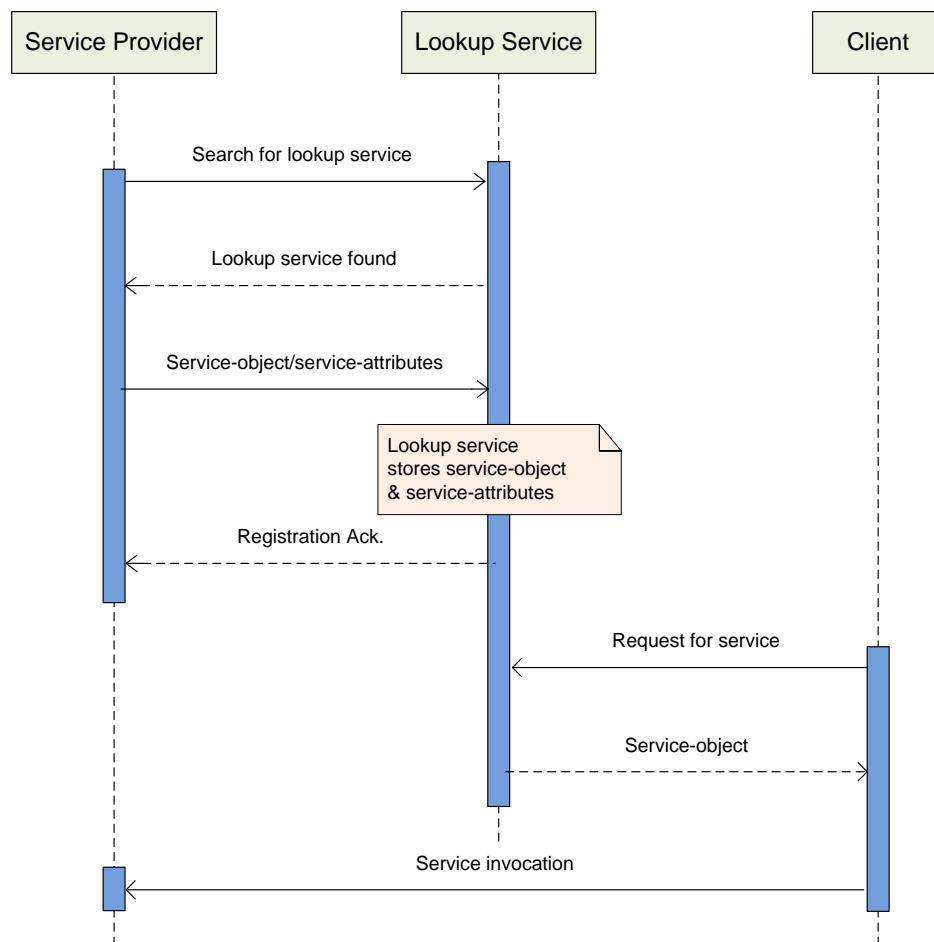 Service Provider
Lookup Service
Client
Search for lookup service
Lookup service found
Service-object/service-attributes
Lookup service
stores service-object
& service-attributes
Registration Ack.
Request for service
Service-object
Service invocation